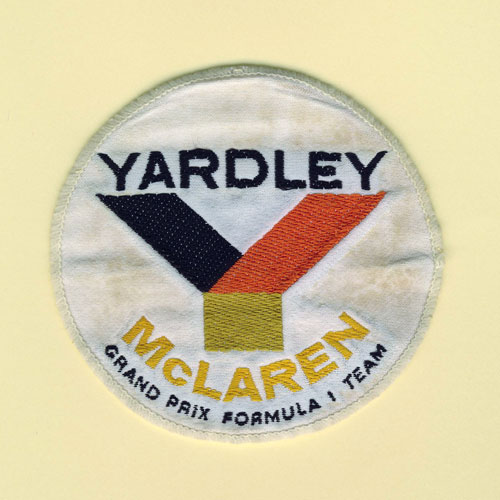 YARDLEY
McLAREN
GRAND PRIX FORMULA 1 TEAM